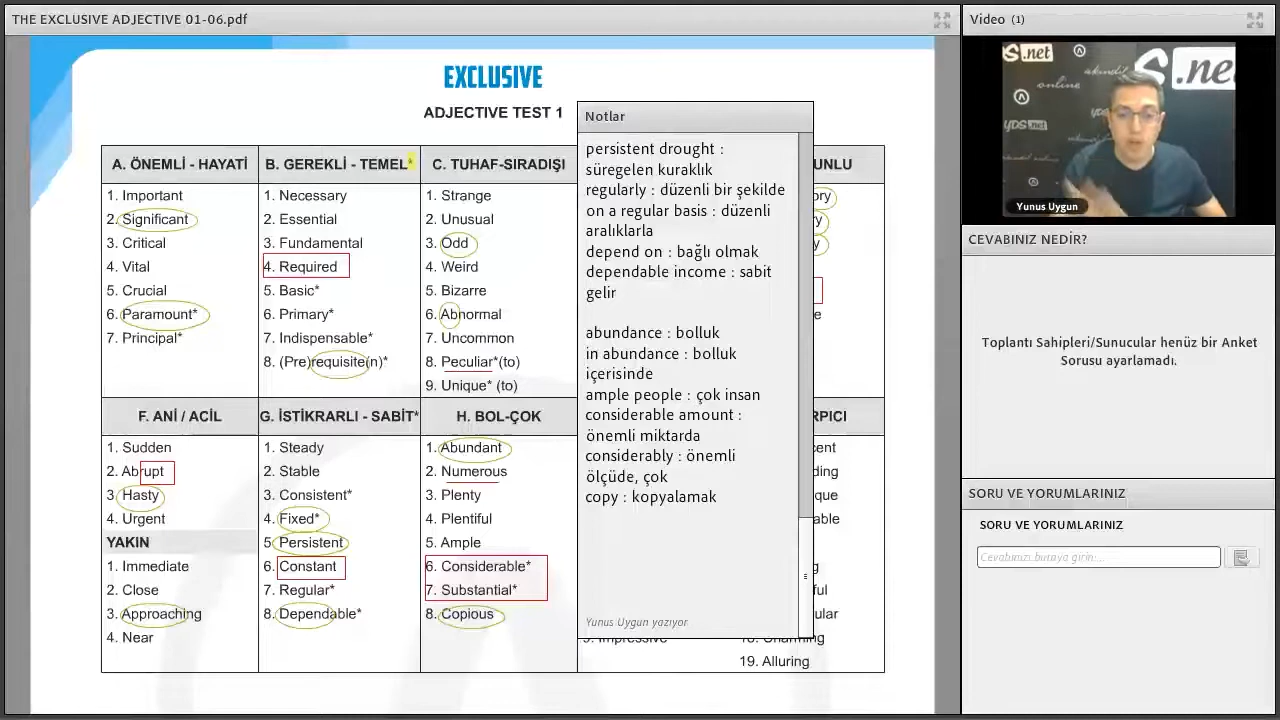 THE EXCLUSIVE ADJECTIVE 01-06.pdf
EXCLUSIVE
ADJECTIVE TEST 1
A. ÖNEMLİ - HAYATİ
1. Important
2. Significant
3. Critical
4. Vital
5. Crucial
6. Paramount*
7. Principal*
B. GEREKLİ - TEMEL*
1. Necessary
2. Essential
3. Fundamental
4. Required
5. Basic*
6. Primary*
7. Indispensable*
8. (Pre)requisite(n)*
C. TUHAF-SIRADIŞI
1. Strange
2. Unusual
3. Odd
4. Weird
5. Bizarre
6. Abnormal
7. Uncommon
8. Peculiar*(to)
9. Unique* (to)
F. ANİ / ACİL
1. Sudden
2. Abrupt
3. Hasty
4. Urgent
YAKIN
1. Immediate
2. Close
3. Approaching
4. Near
G. İSTİKRARLI - SABİT*
1. Steady
2. Stable
3. Consistent*
4. Fixed*
5. Persistent
6. Constant
7. Regular*
8. Dependable*
H. BOL-ÇOK
1. Abundant
2. Numerous
3. Plenty
4. Plentiful
5. Ample
6. Considerable*
7. Substantial*
8. Copious
9. Impressive
18. Charming
19. Alluring
Notlar
persistent drought :
süregelen kuraklık
regularly : düzenli bir şekilde
on a regular basis : düzenli
aralıklarla
depend on : bağlı olmak
dependable income : sabit
gelir
abundance : bolluk
in abundance : bolluk
içerisinde
ample people : çok insan
considerable amount :
önemli miktarda
considerably : önemli
ölçüde, çok
copy : kopyalamak
Yunus Uygun yazıyor
Video (1)
S.net
online
akındil
YDS.net
S.ne
Yunus Uygun
CEVABINIZ NEDİR?
Toplantı Sahipleri/Sunucular henüz bir Anket
Sorusu ayarlamadı.
SORU VE YORUMLARINIZ
SORU VE YORUMLARINIZ
Cevabınızı buraya girin...